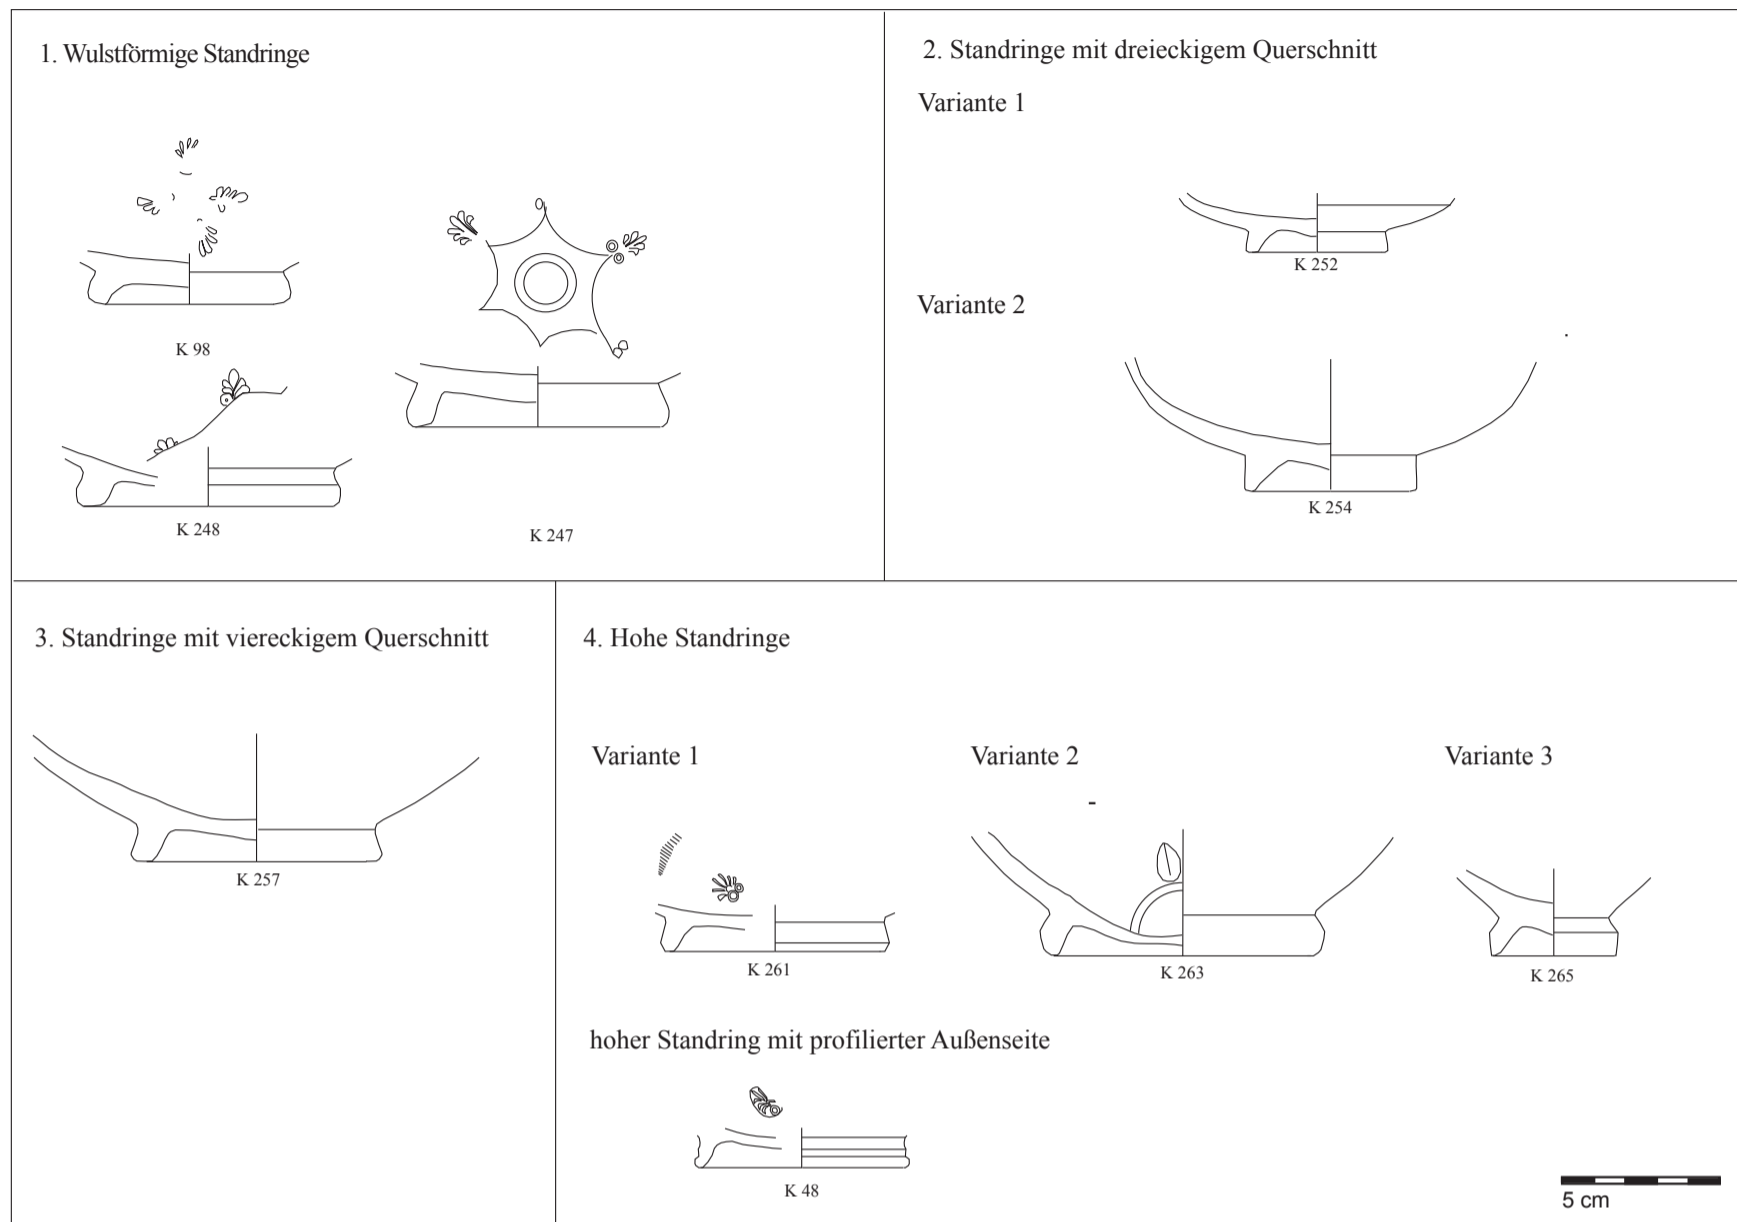 1. Wulstförmige Standringe
K 98
K 248
K 247
2. Standringe mit dreieckigem Querschnitt
Variante 1
K 252
Variante 2
K 254
3. Standringe mit viereckigem Querschnitt
K 257
4. Hohe Standringe
Variante 1
Variante 2
Variante 3
K 261
K 263
K 265
hoher Standring mit profilierter Außenseite
K 48
5 cm